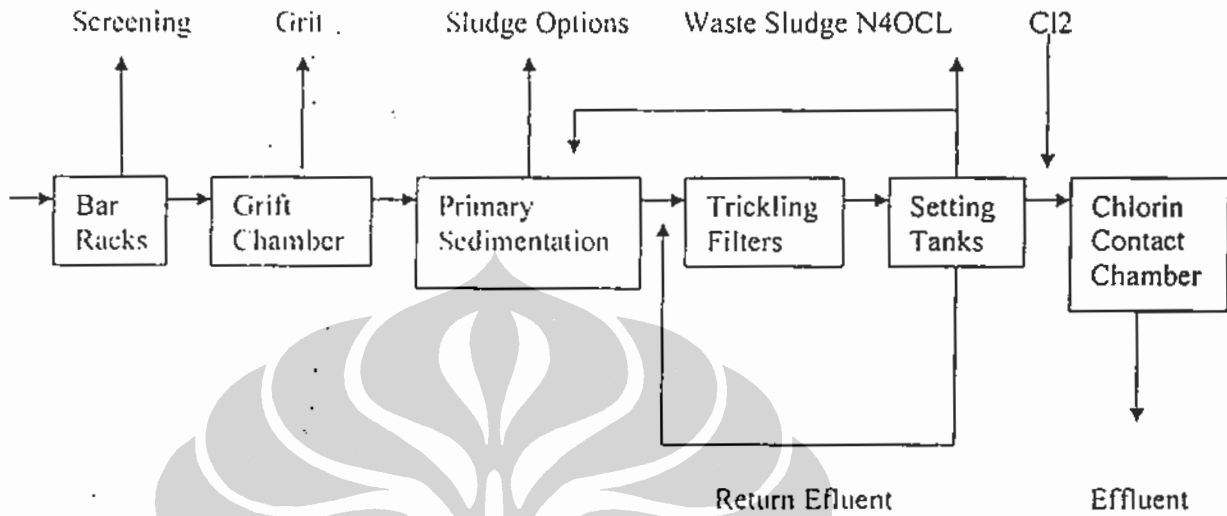 Screening Grit Sludge Options Waste Sludge N4OCL Cl2
Bar
Racks
Grift
Chamber
Primary
Sedimentation
Trickling
Filters
Setting
Tanks
Chlorin
Contact
Chamber
Return Efluent Effluent